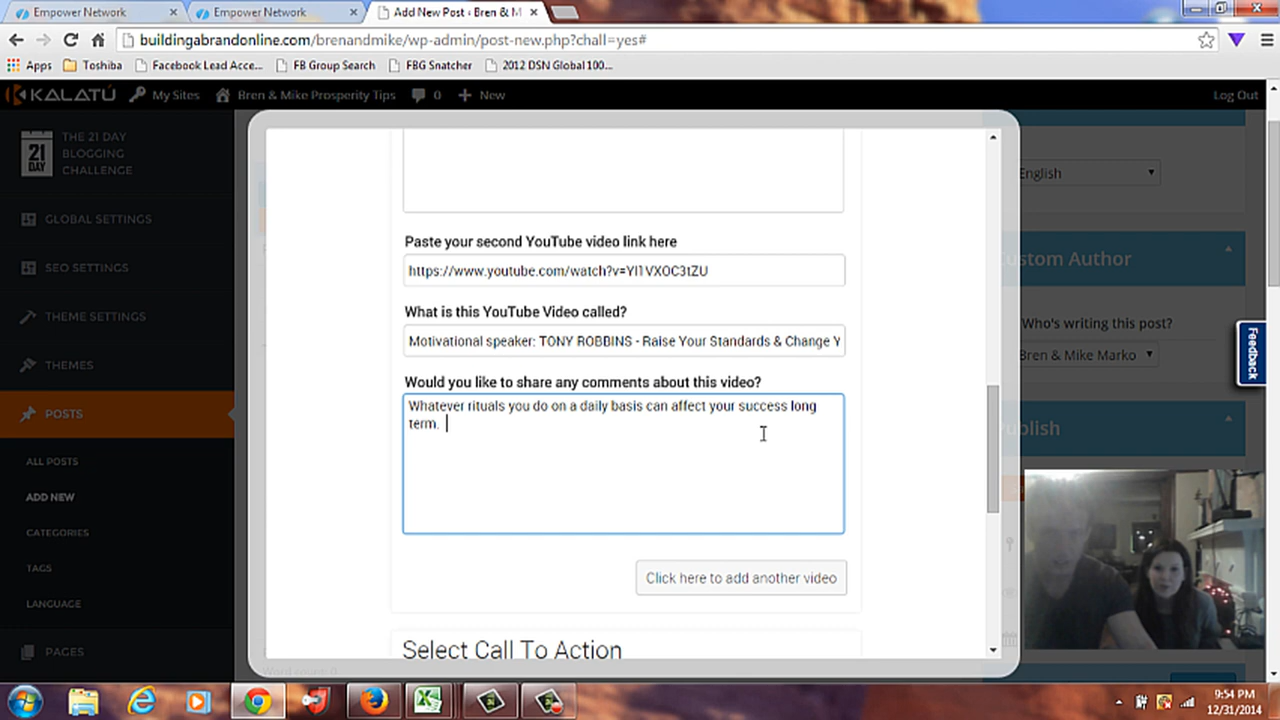 Empower Network
Empower Network
Add New Post ‹ Bren & M
buildingabrandonline.com/brenandmike/wp-admin/post-new.php?chall=yes#
Apps
Toshiba
Facebook Lead Acce...
FB Group Search
FBG Snatcher
2012 DSN Global 100...
KALATU
My Sites
Bren & Mike Prosperity Tips
0
New
Log Out
21
DAY
THE 21 DAY
BLOGGING
CHALLENGE
GLOBAL SETTINGS
SEO SETTINGS
THEME SETTINGS
THEMES
POSTS
ALL POSTS
ADD NEW
CATEGORIES
TAGS
LANGUAGE
PAGES
Paste your second YouTube video link here
https://www.youtube.com/watch?v=YI1VXOC3tZU
What is this YouTube Video called?
Motivational speaker: TONY ROBBINS - Raise Your Standards & Change Y
Would you like to share any comments about this video?
Whatever rituals you do on a daily basis can affect your success long
term.
Click here to add another video
Select Call To Action
English
ustom Author
Who's writing this post?
Bren & Mike Marko
ublish
Feedback
9:54 PM
12/31/2014